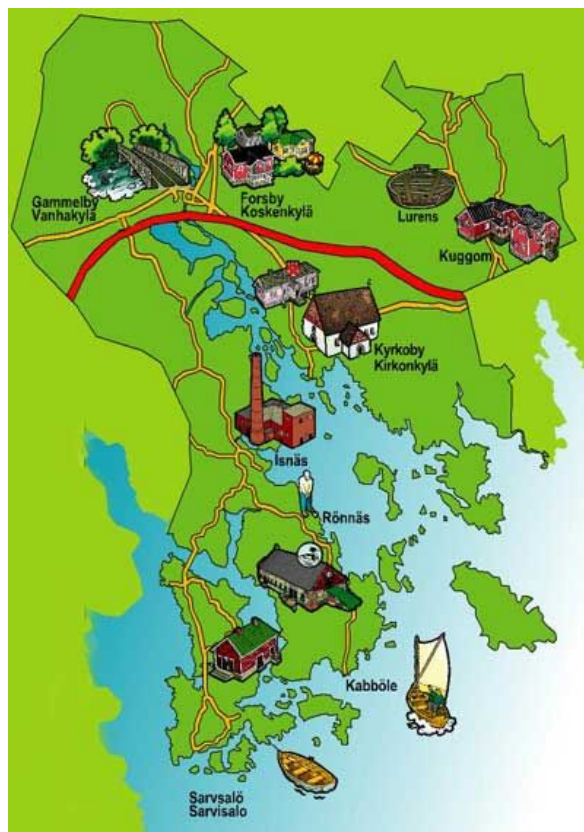 Gammelby
Vanhakylä
Forsby
Koskenkylä
Lurens
Kuggom
Kyrkoby
Kirkonkylä
Isnäs
Rönnäs
Kabböle
Sarvsalö
Sarvisalo